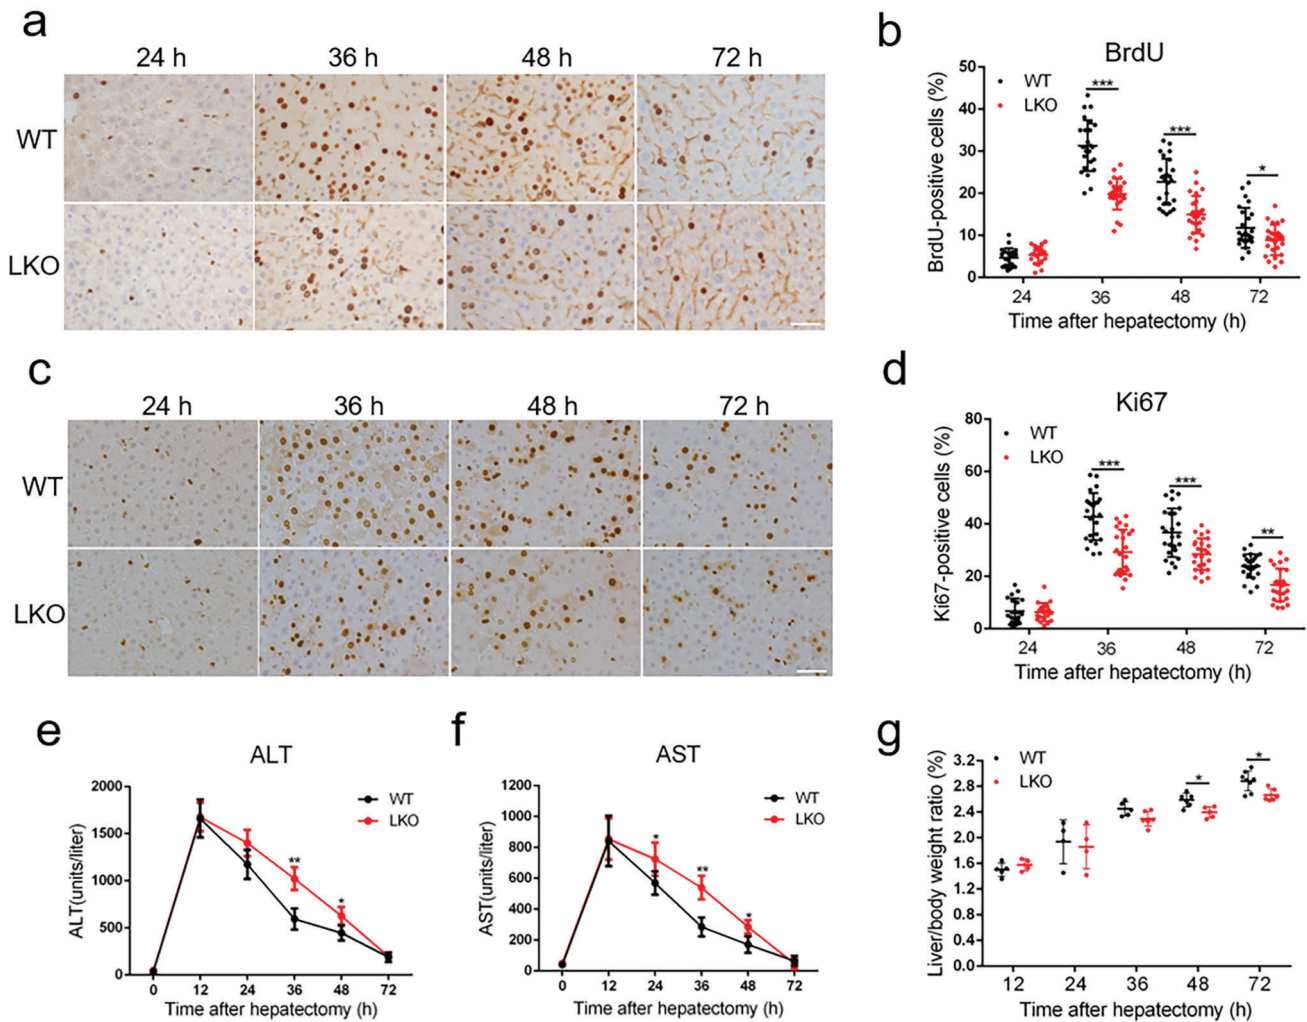 a
24 h 36 h 48 h 72 h
WT
LKO
b
BrdU
WT
LKO
BrdU-positive cells (%)
50
40
30
20
10
0
***
***
*
24 36 48 72
Time after hepatectomy (h)
c
24 h 36 h 48 h 72 h
WT
LKO
d
Ki67
WT
LKO
Ki67-positive cells (%)
80
60
40
20
0
***
***
**
24 36 48 72
Time after hepatectomy (h)
e
ALT
WT
LKO
ALT(units/liter)
2000
1500
1000
500
0
**
*
0 12 24 36 48 72
Time after hepatectomy (h)
f
AST
WT
LKO
AST(units/liter)
1200
1000
800
600
400
200
0
*
**
*
0 12 24 36 48 72
Time after hepatectomy (h)
g
WT
LKO
Liver/body weight ratio (%)
3.2
2.8
2.4
2.0
1.6
1.2
0.8
0.4
0.0
*
*
12 24 36 48 72
Time after hepatectomy (h)